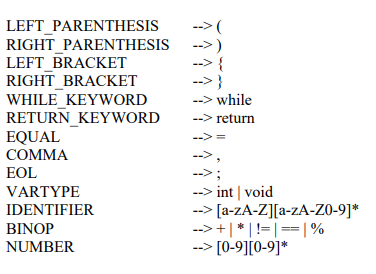 LEFT_PARENTHESIS --> (
RIGHT_PARENTHESIS --> )
LEFT_BRACKET --> {
RIGHT_BRACKET --> }
WHILE_KEYWORD --> while
RETURN_KEYWORD --> return
EQUAL --> =
COMMA --> ,
EOL --> ;
VARTYPE --> int | void
IDENTIFIER --> [a-zA-Z][a-zA-Z0-9]*
BINOP --> + | * | != | == | %
NUMBER --> [0-9][0-9]*